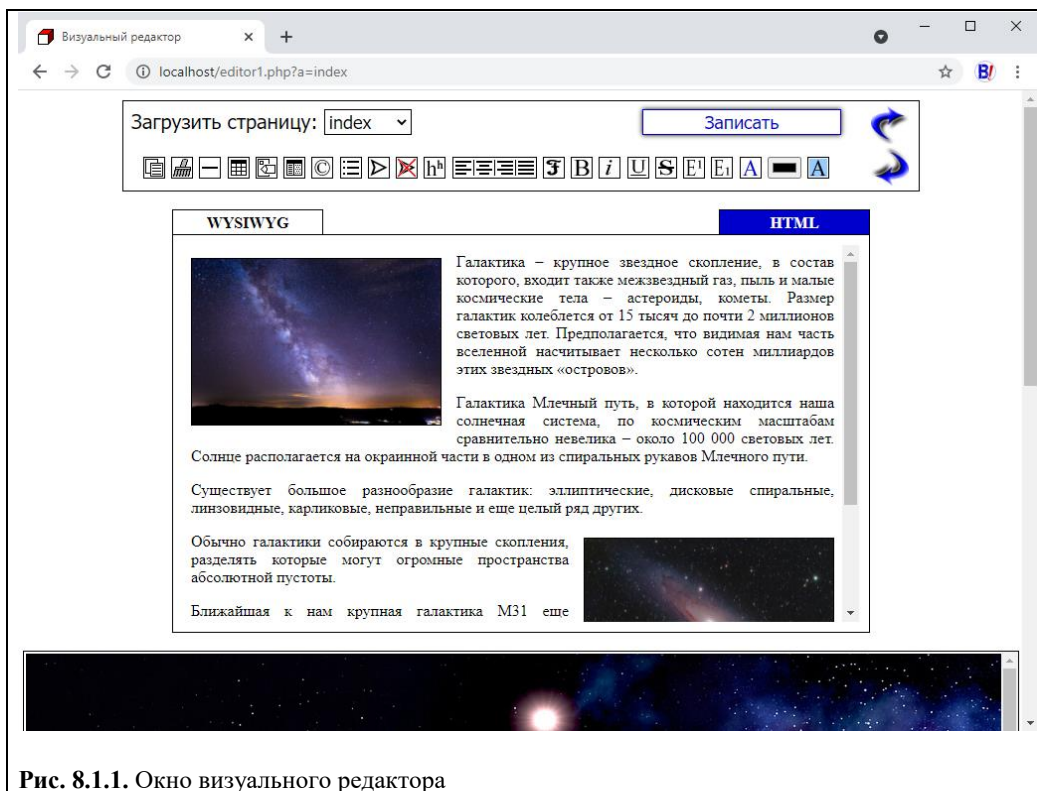 Визуальный редактор
localhost/editor1.php?a=index
B!
Загрузить страницу: index
Записать
© hʰ F B i U S E¹ E₁ A A
WYSIWYG
HTML
Галактика – крупное звездное скопление, в состав
которого, входит также межзвездный газ, пыль и малые
космические тела – астероиды, кометы. Размер
галактик колеблется от 15 тысяч до почти 2 миллионов
световых лет. Предполагается, что видимая нам часть
вселенной насчитывает несколько сотен миллиардов
этих звездных «островов».
Галактика Млечный путь, в которой находится наша
солнечная система, по космическим масштабам
сравнительно невелика – около 100 000 световых лет.
Солнце располагается на окраинной части в одном из спиральных рукавов Млечного пути.
Существует большое разнообразие галактик: эллиптические, дисковые спиральные,
линзовидные, карликовые, неправильные и еще целый ряд других.
Обычно галактики собираются в крупные скопления,
разделять которые могут огромные пространства
абсолютной пустоты.
Ближайшая к нам крупная галактика М31 еще
Рис. 8.1.1. Окно визуального редактора